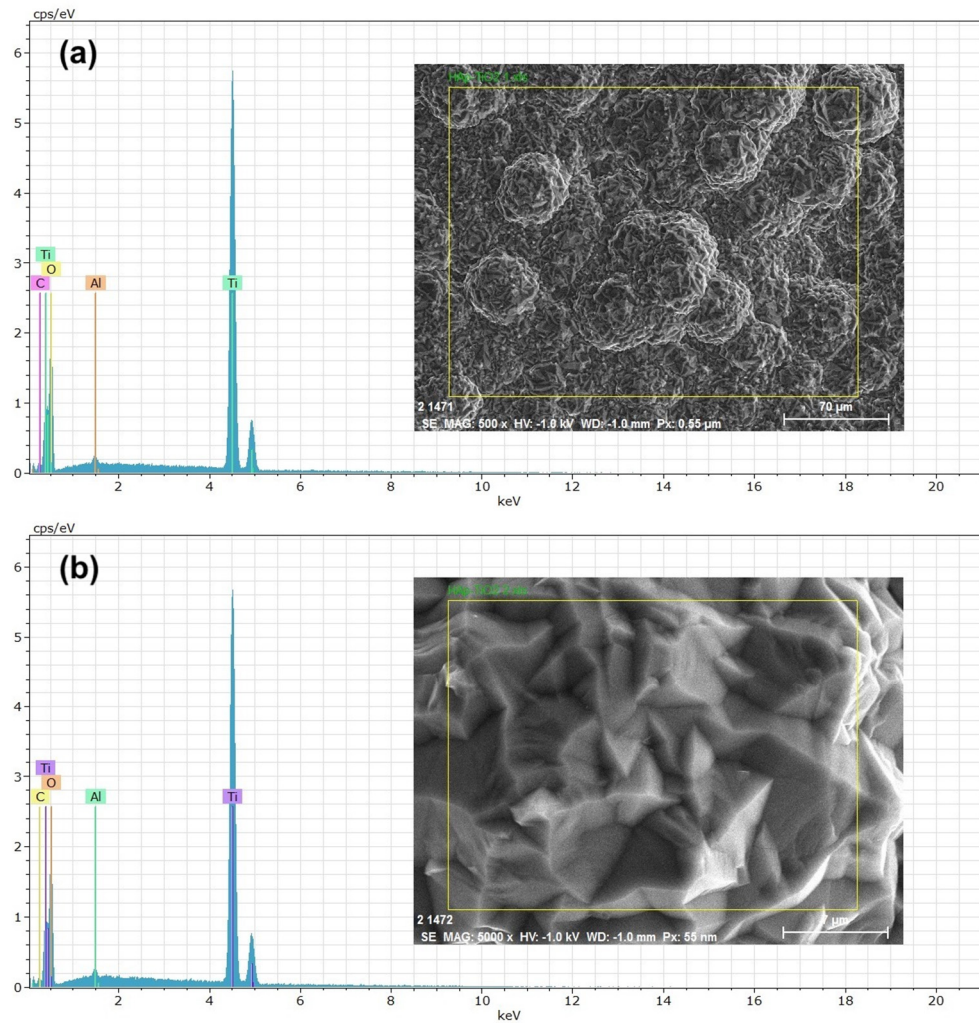 cps/eV
(a)
6
5
4
3
2
1
0
Ti
O
C
Al
Ti
2 4 6 8 10 12 14 16 18 20
keV
2 1471
70 µm
SE MAG: 500 x HV: -1.0 kV WD: -1.0 mm Px: 0.55 µm
cps/eV
(b)
6
5
4
3
2
1
0
Ti
O
C
Al
Ti
2 4 6 8 10 12 14 16 18 20
keV
2 1472
7 µm
SE MAG: 5000 x HV: -1.0 kV WD: -1.0 mm Px: 55 nm